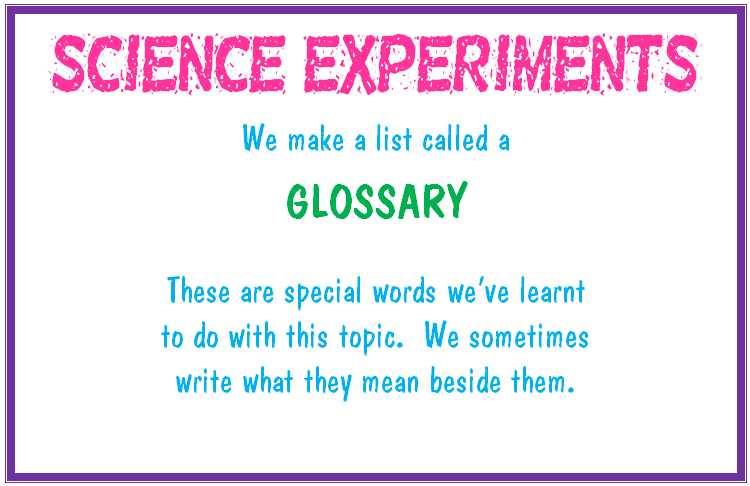 SCIENCE EXPERIMENTS
We make a list called a
GLOSSARY
These are special words we've learnt
to do with this topic.  We sometimes
write what they mean beside them.